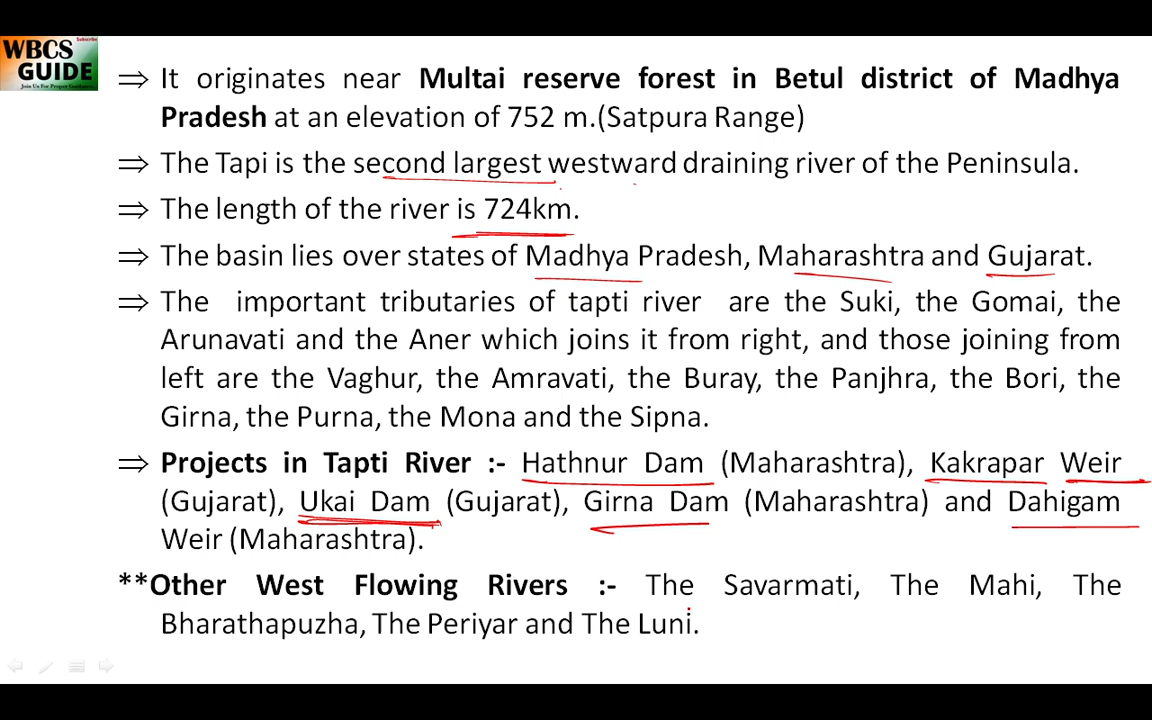 Subscribe
WBCS
GUIDE
Join Us For Proper Guidance
⇒ It originates near Multai reserve forest in Betul district of Madhya
Pradesh at an elevation of 752 m.(Satpura Range)
⇒ The Tapi is the second largest westward draining river of the Peninsula.
⇒ The length of the river is 724km.
⇒ The basin lies over states of Madhya Pradesh, Maharashtra and Gujarat.
⇒ The important tributaries of tapti river are the Suki, the Gomai, the
Arunavati and the Aner which joins it from right, and those joining from
left are the Vaghur, the Amravati, the Buray, the Panjhra, the Bori, the
Girna, the Purna, the Mona and the Sipna.
⇒ Projects in Tapti River :- Hathnur Dam (Maharashtra), Kakrapar Weir
(Gujarat), Ukai Dam (Gujarat), Girna Dam (Maharashtra) and Dahigam
Weir (Maharashtra).
**Other West Flowing Rivers :- The Savarmati, The Mahi, The
Bharathapuzha, The Periyar and The Luni.